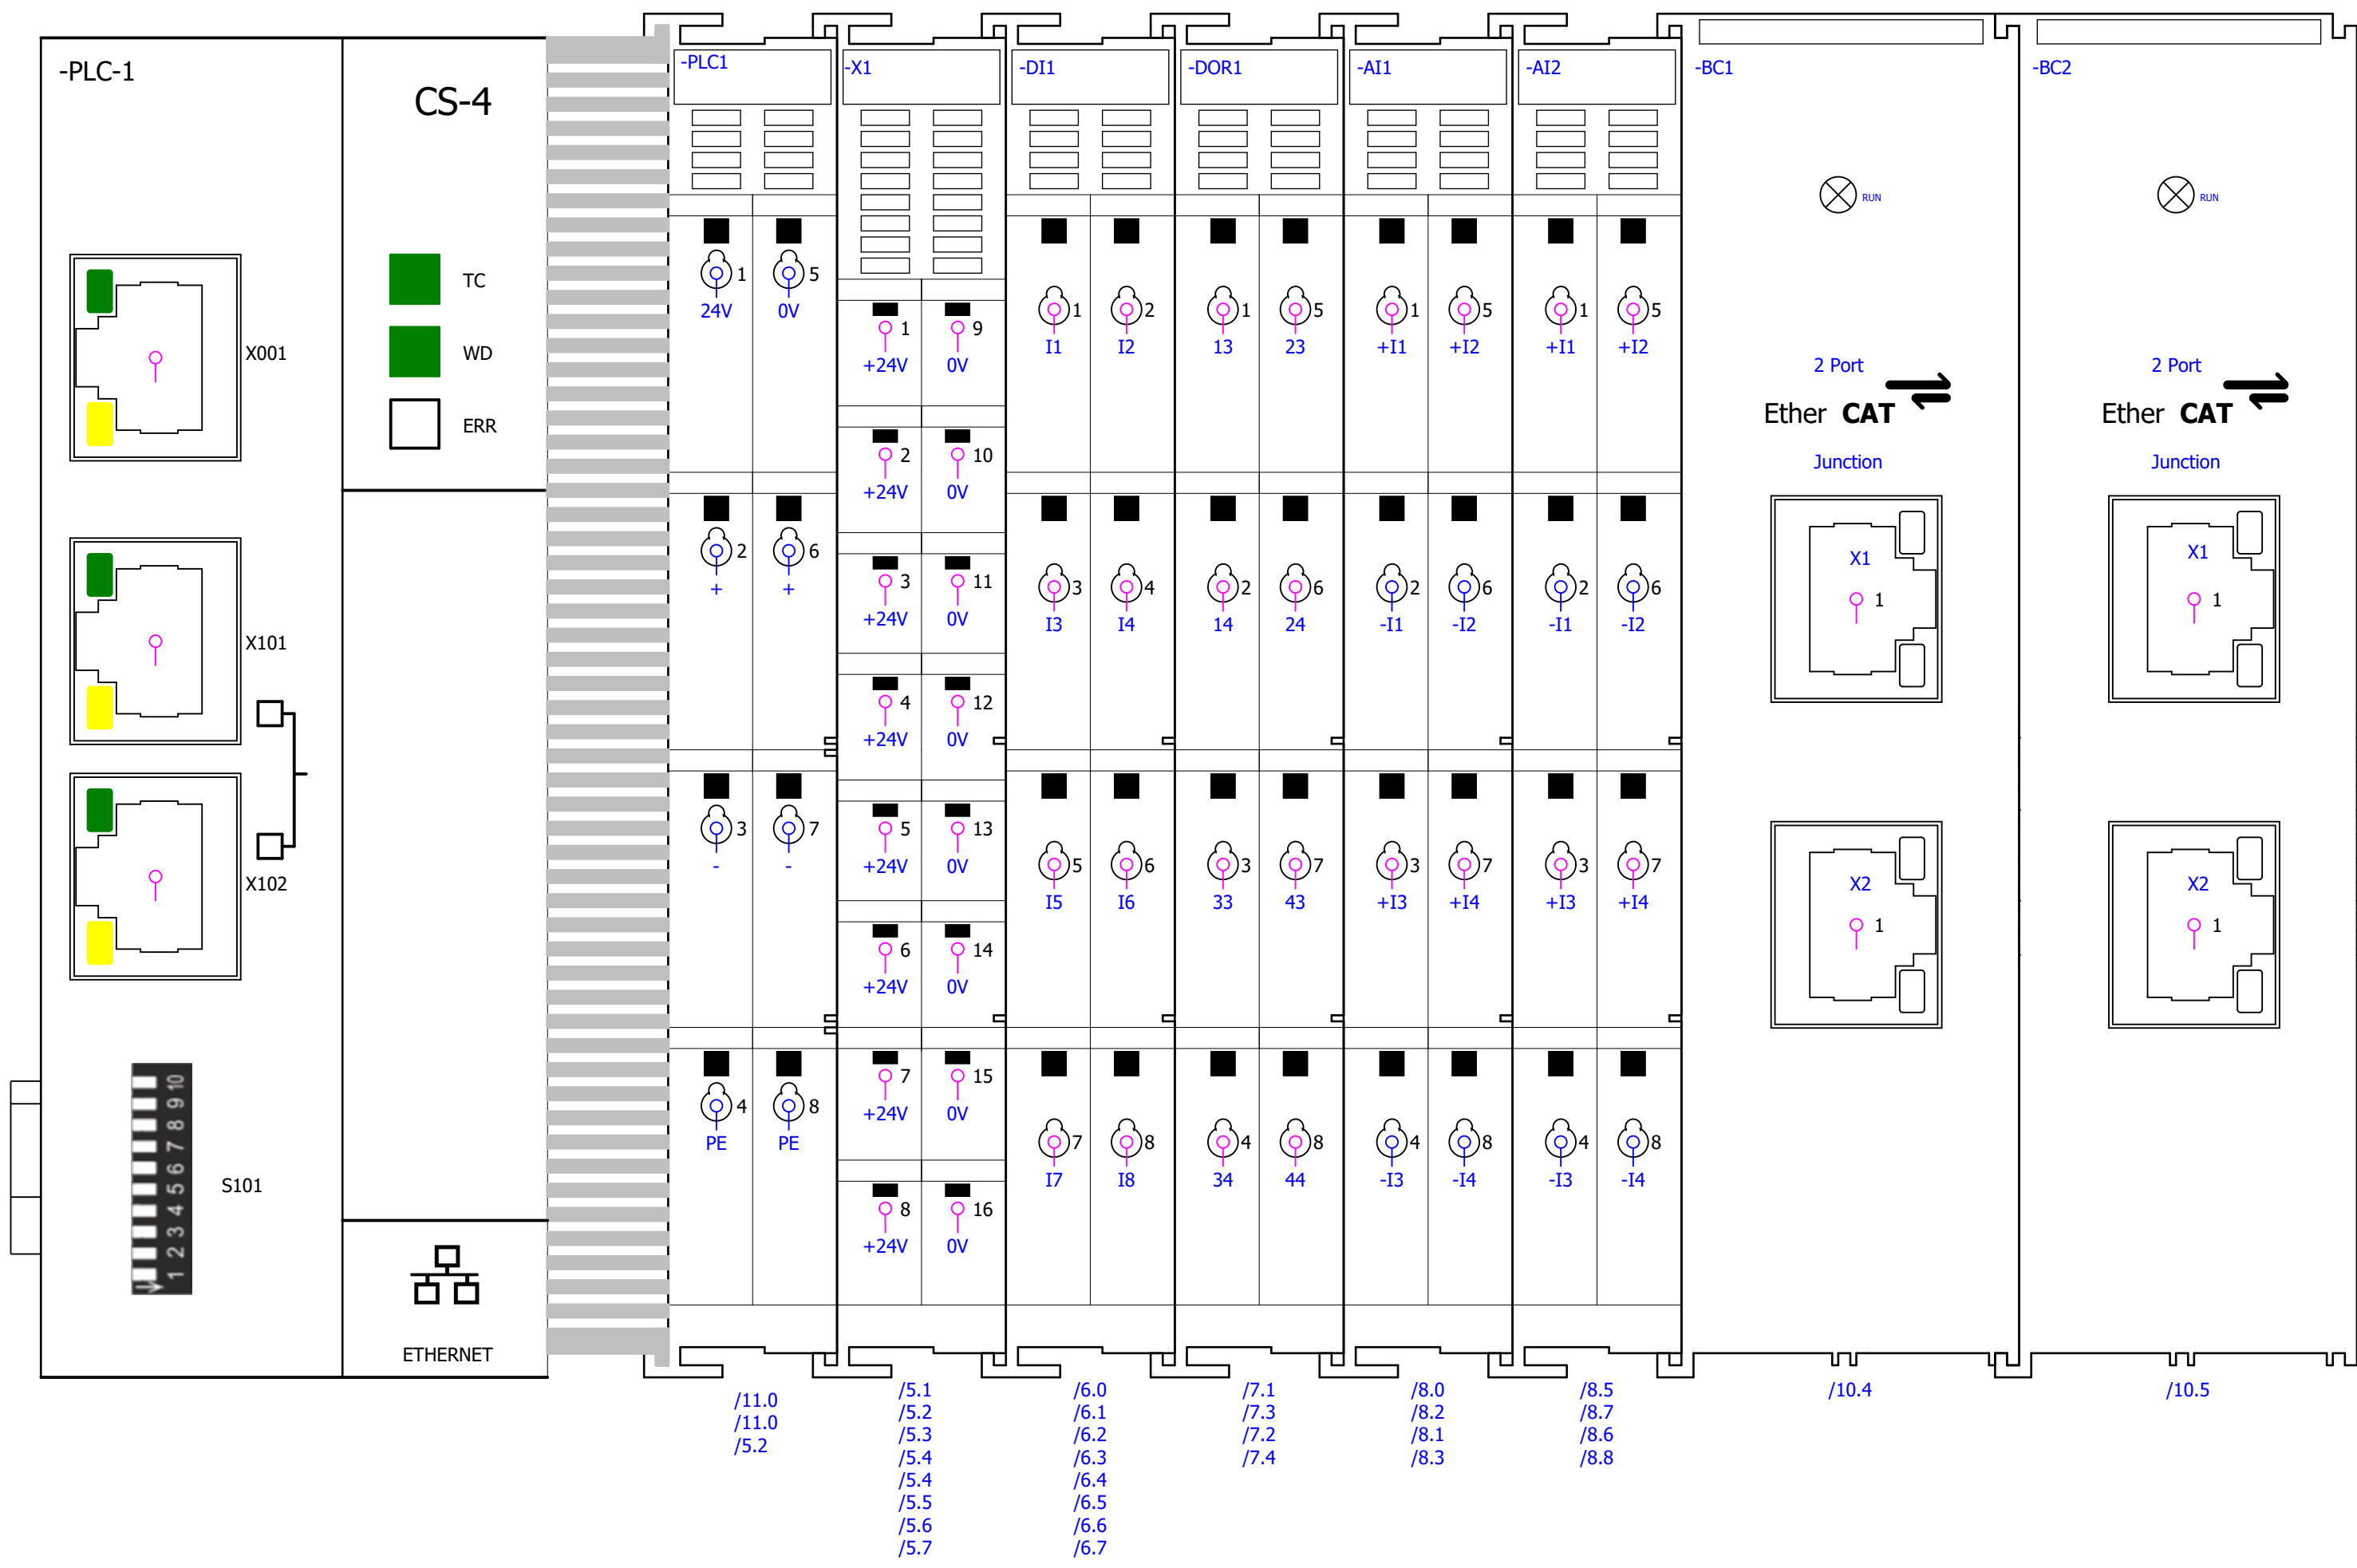 -PLC-1
CS-4
TC
WD
ERR
X001
X101
X102
S101
1 2 3 4 5 6 7 8 9 10
ETHERNET
-PLC1
1 5
24V 0V
2 6
+ +
3 7
- -
4 8
PE PE
/11.0
/11.0
/5.2
-X1
1 9
+24V 0V
2 10
+24V 0V
3 11
+24V 0V
4 12
+24V 0V
5 13
+24V 0V
6 14
+24V 0V
7 15
+24V 0V
8 16
+24V 0V
/5.1
/5.2
/5.3
/5.4
/5.4
/5.5
/5.6
/5.7
-DI1
1 2
I1 I2
3 4
I3 I4
5 6
I5 I6
7 8
I7 I8
/6.0
/6.1
/6.2
/6.3
/6.4
/6.5
/6.6
/6.7
-DOR1
1 5
13 23
2 6
14 24
3 7
33 43
4 8
34 44
/7.1
/7.3
/7.2
/7.4
-AI1
1 5
+I1 +I2
2 6
-I1 -I2
3 7
+I3 +I4
4 8
-I3 -I4
/8.0
/8.2
/8.1
/8.3
-AI2
1 5
+I1 +I2
2 6
-I1 -I2
3 7
+I3 +I4
4 8
-I3 -I4
/8.5
/8.7
/8.6
/8.8
-BC1
RUN
2 Port
Ether CAT
Junction
X1
1
X2
1
/10.4
-BC2
RUN
2 Port
Ether CAT
Junction
X1
1
X2
1
/10.5